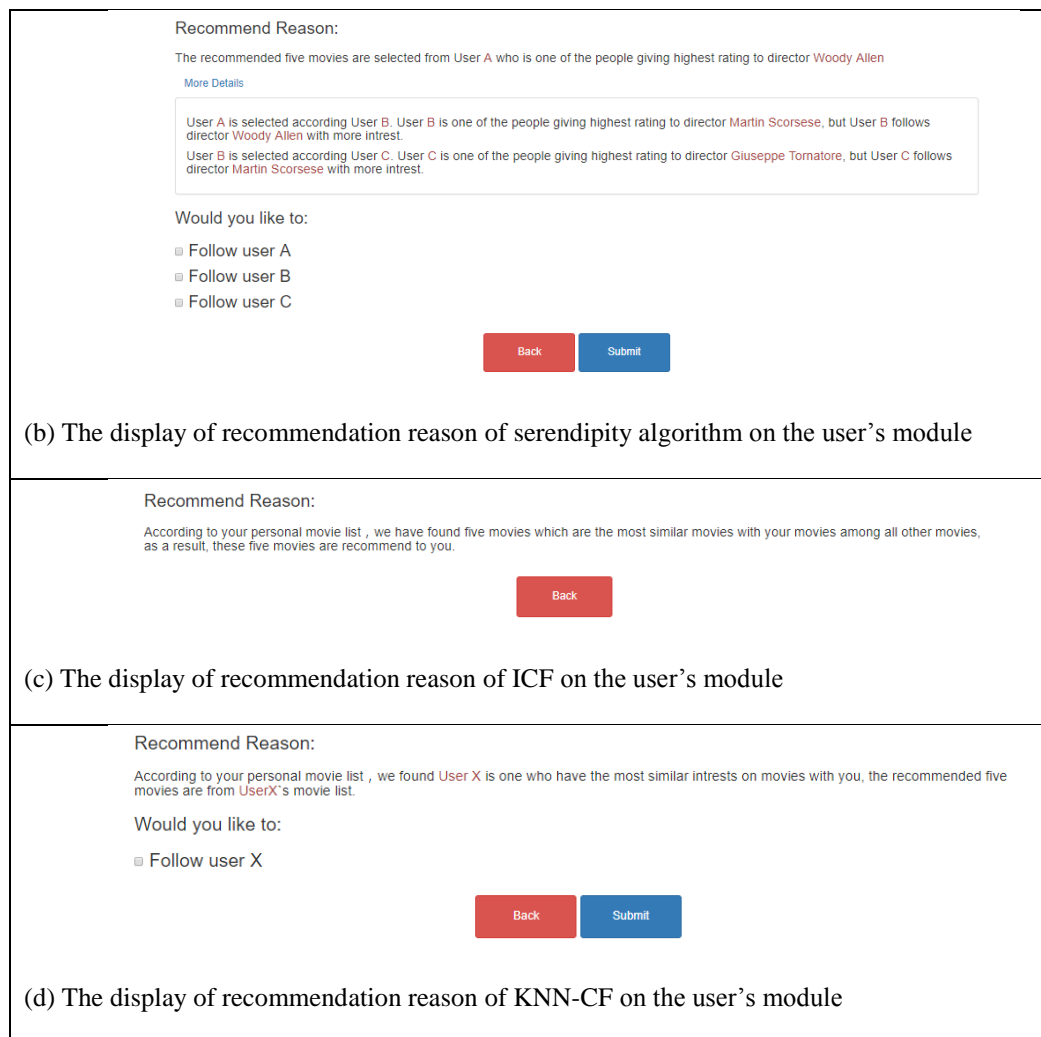 Recommend Reason:
The recommended five movies are selected from User A who is one of the people giving highest rating to director Woody Allen
More Details
User A is selected according User B. User B is one of the people giving highest rating to director Martin Scorsese, but User B follows
director Woody Allen with more intrest.
User B is selected according User C. User C is one of the people giving highest rating to director Giuseppe Tornatore, but User C follows
director Martin Scorsese with more intrest.
Would you like to:
Follow user A
Follow user B
Follow user C
Back Submit
(b) The display of recommendation reason of serendipity algorithm on the user’s module
Recommend Reason:
According to your personal movie list , we have found five movies which are the most similar movies with your movies among all other movies,
as a result, these five movies are recommend to you.
Back
(c) The display of recommendation reason of ICF on the user’s module
Recommend Reason:
According to your personal movie list , we found User X is one who have the most similar intrests on movies with you, the recommended five
movies are from UserX`s movie list.
Would you like to:
Follow user X
Back Submit
(d) The display of recommendation reason of KNN-CF on the user’s module